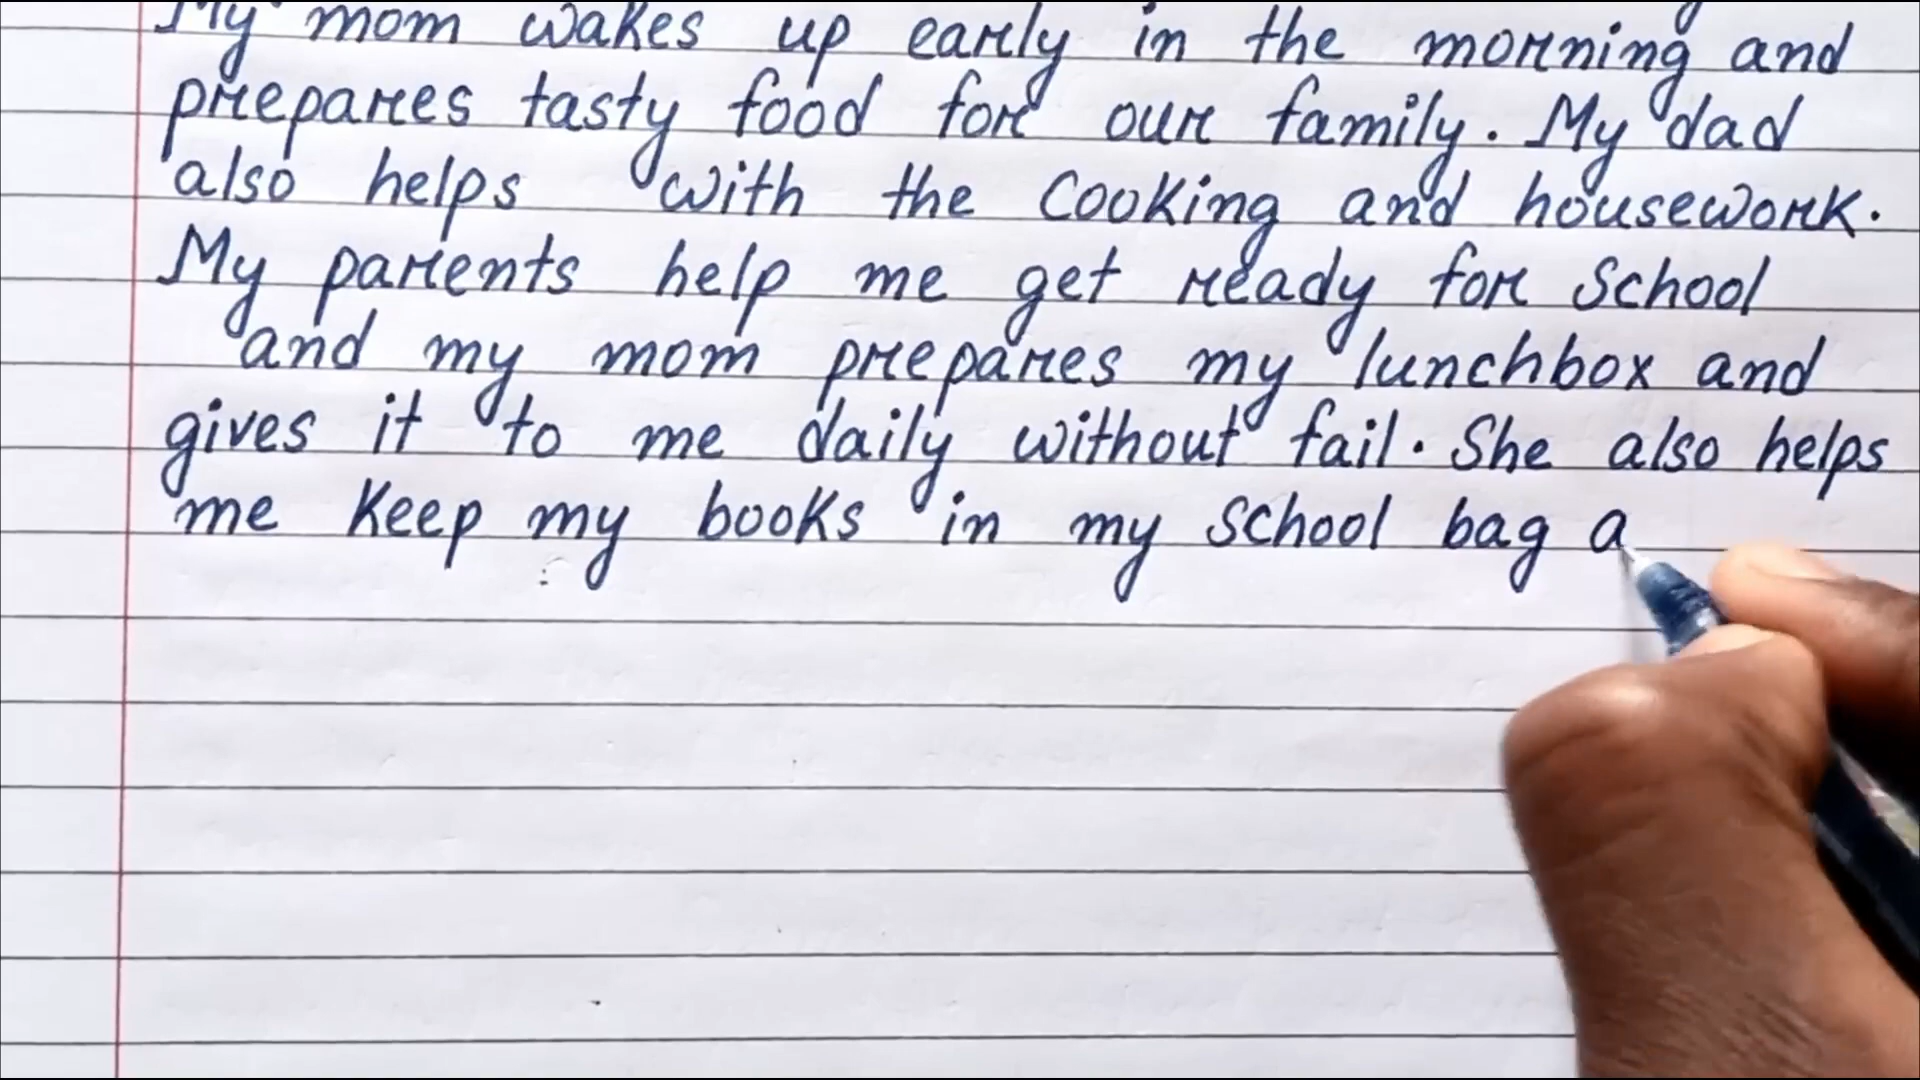 My mom wakes up early in the morning and
prepares tasty food for our family. My dad
also helps with the cooking and housework.
My parents help me get ready for School
and my mom prepares my lunchbox and
gives it to me daily without fail. She also helps
me keep my books in my school bag a